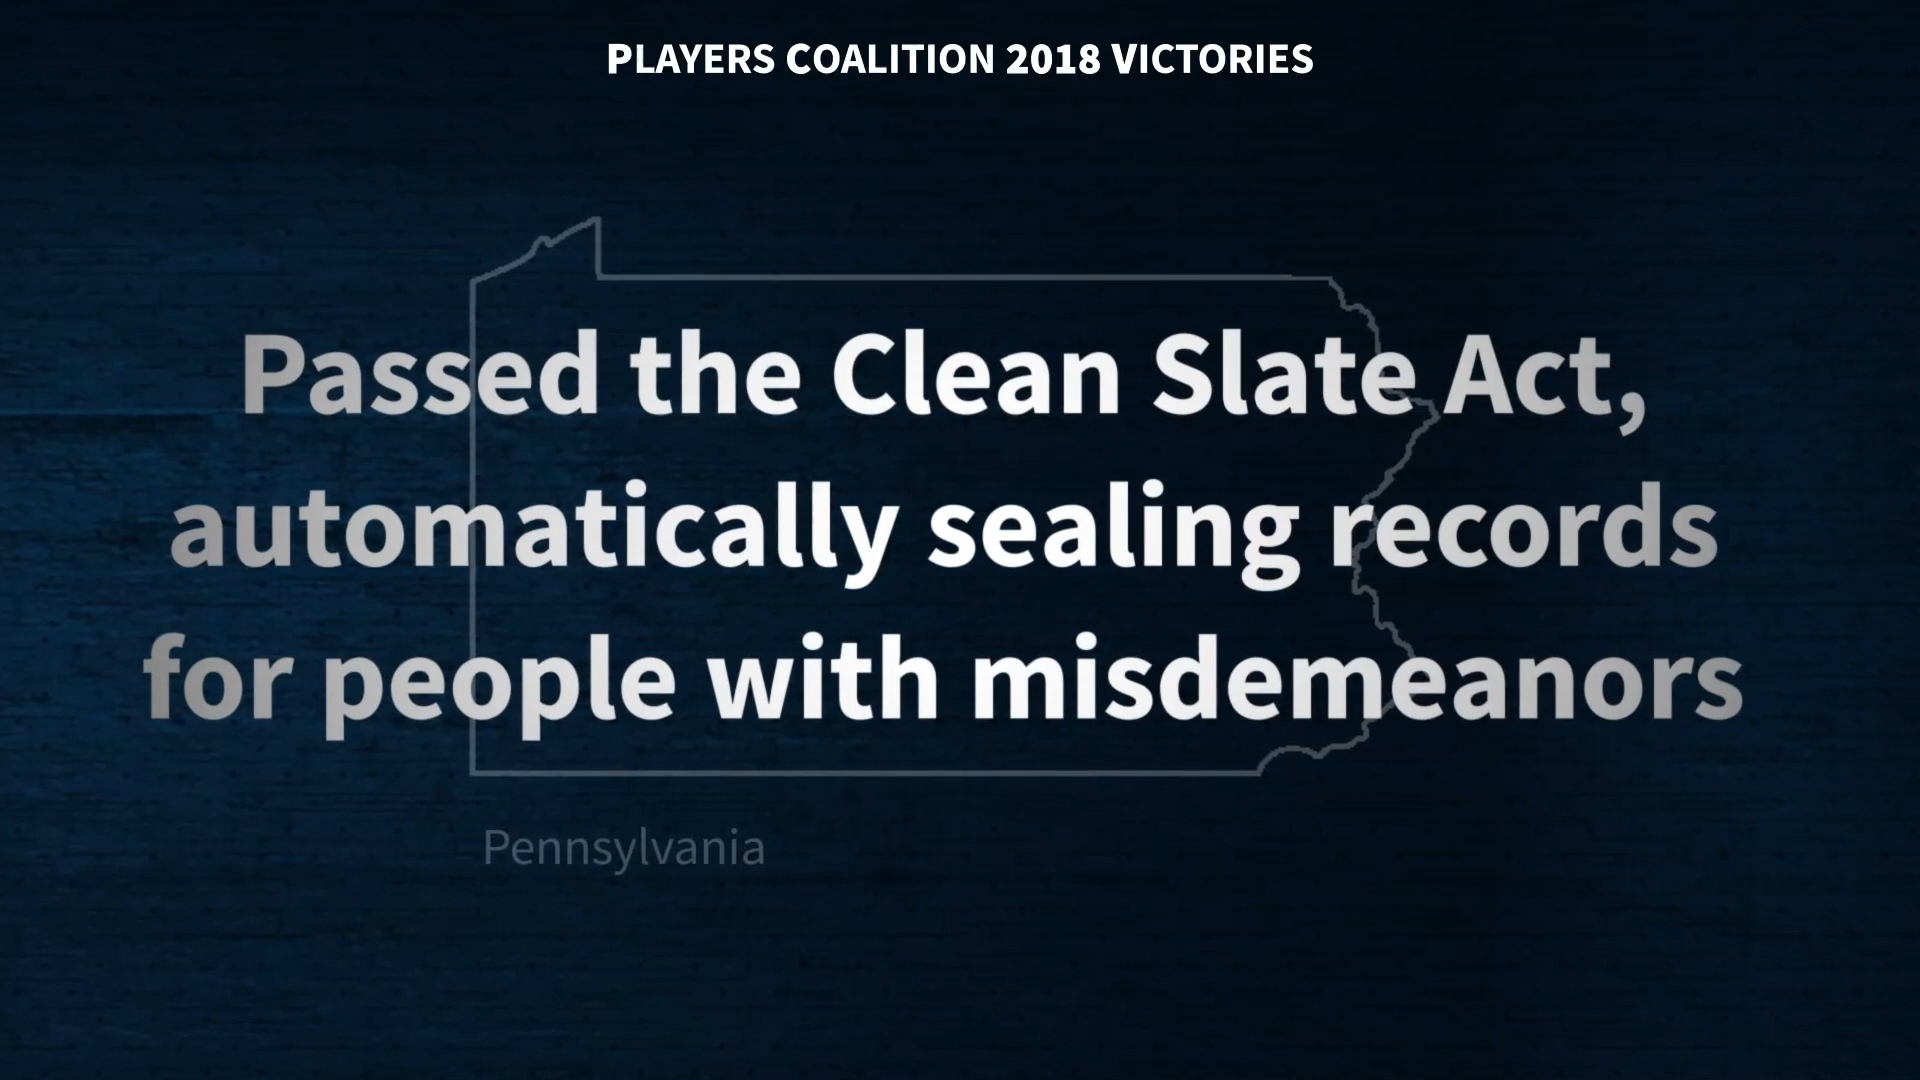 PLAYERS COALITION 2018 VICTORIES
Passed the Clean Slate Act,
automatically sealing records
for people with misdemeanors
Pennsylvania